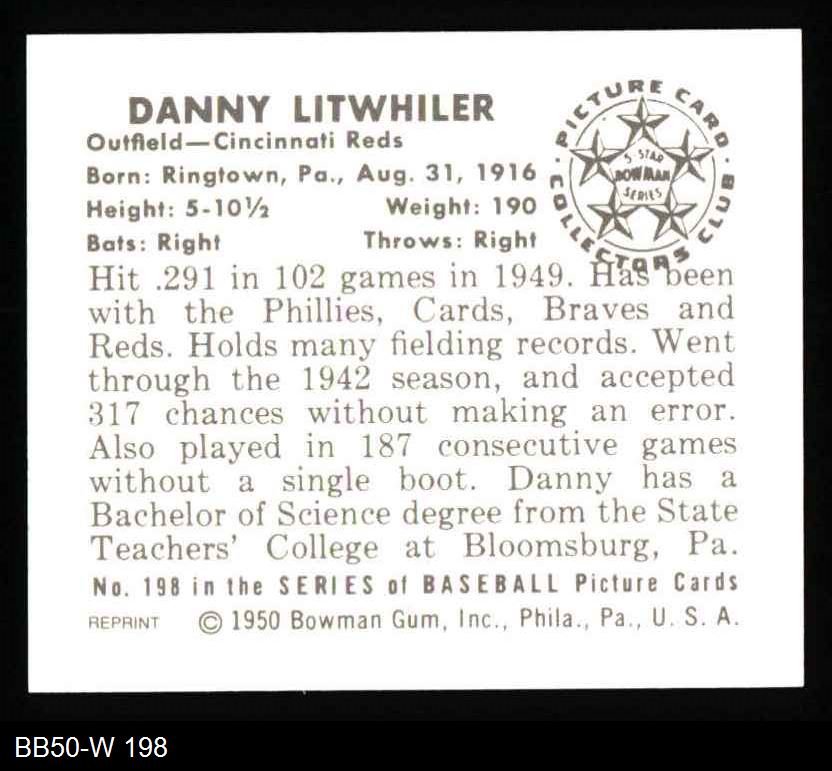 DANNY LITWHILER
Outfield—Cincinnati Reds
Born: Ringtown, Pa., Aug. 31, 1916
Height: 5-10½ Weight: 190
Bats: Right Throws: Right
PICTURE CARD COLLECTORS CLUB
5 STAR
BOWMAN
SERIES
Hit .291 in 102 games in 1949. Has been
with the Phillies, Cards, Braves and
Reds. Holds many fielding records. Went
through the 1942 season, and accepted
317 chances without making an error.
Also played in 187 consecutive games
without a single boot. Danny has a
Bachelor of Science degree from the State
Teachers' College at Bloomsburg, Pa.
No. 198 in the SERIES of BASEBALL Picture Cards
REPRINT © 1950 Bowman Gum, Inc., Phila., Pa., U. S. A.
BB50-W 198